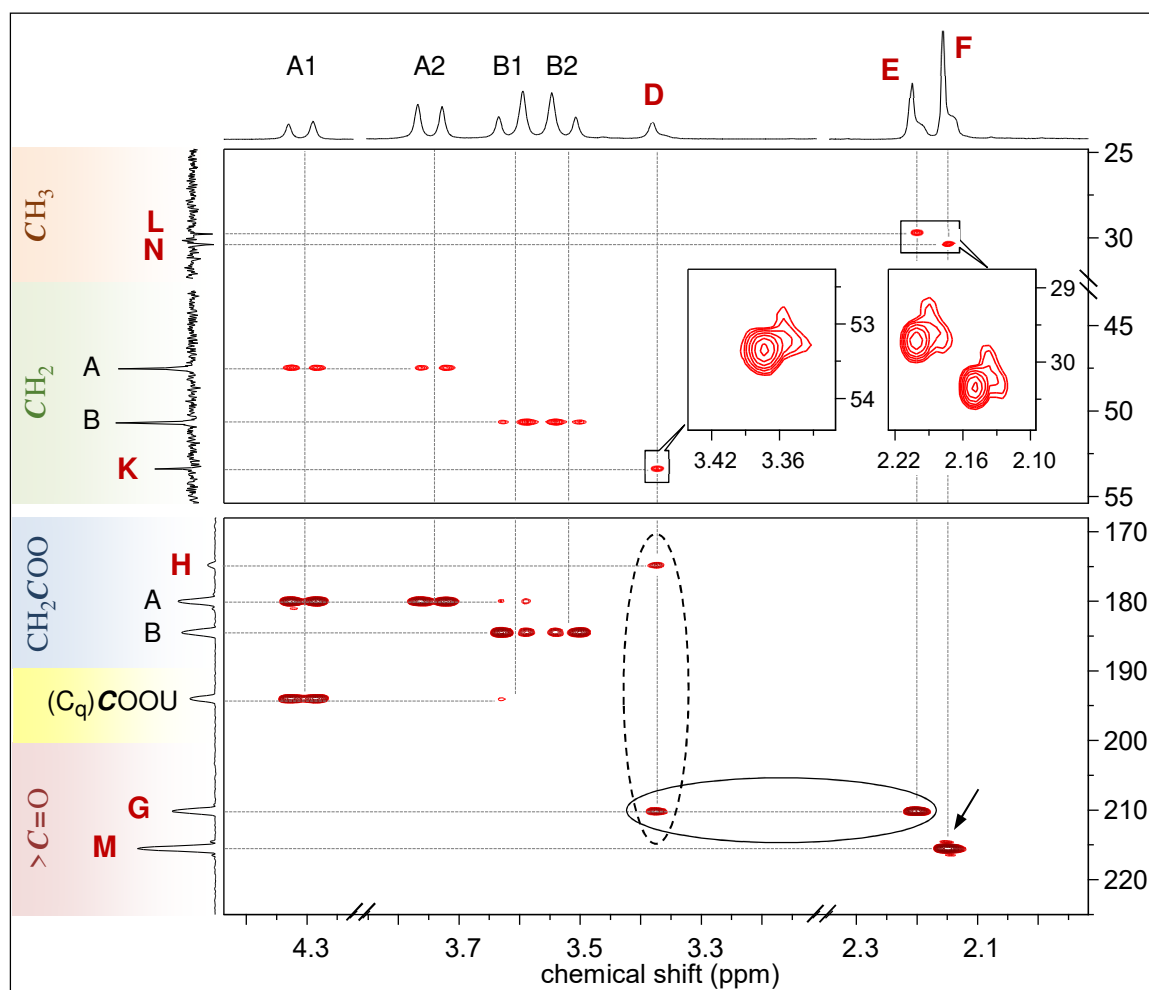 A1 A2 B1 B2 D E F
25
CH₃
L
N
30
29
30
2.22 2.16 2.10
53
54
3.42 3.36
45
CH₂
A
B
50
K
55
170
CH₂COO
H
A
180
B
190
(Cq)COOU
200
>C=O
G
210
M
220
4.3 3.7 3.5 3.3 2.3 2.1
chemical shift (ppm)